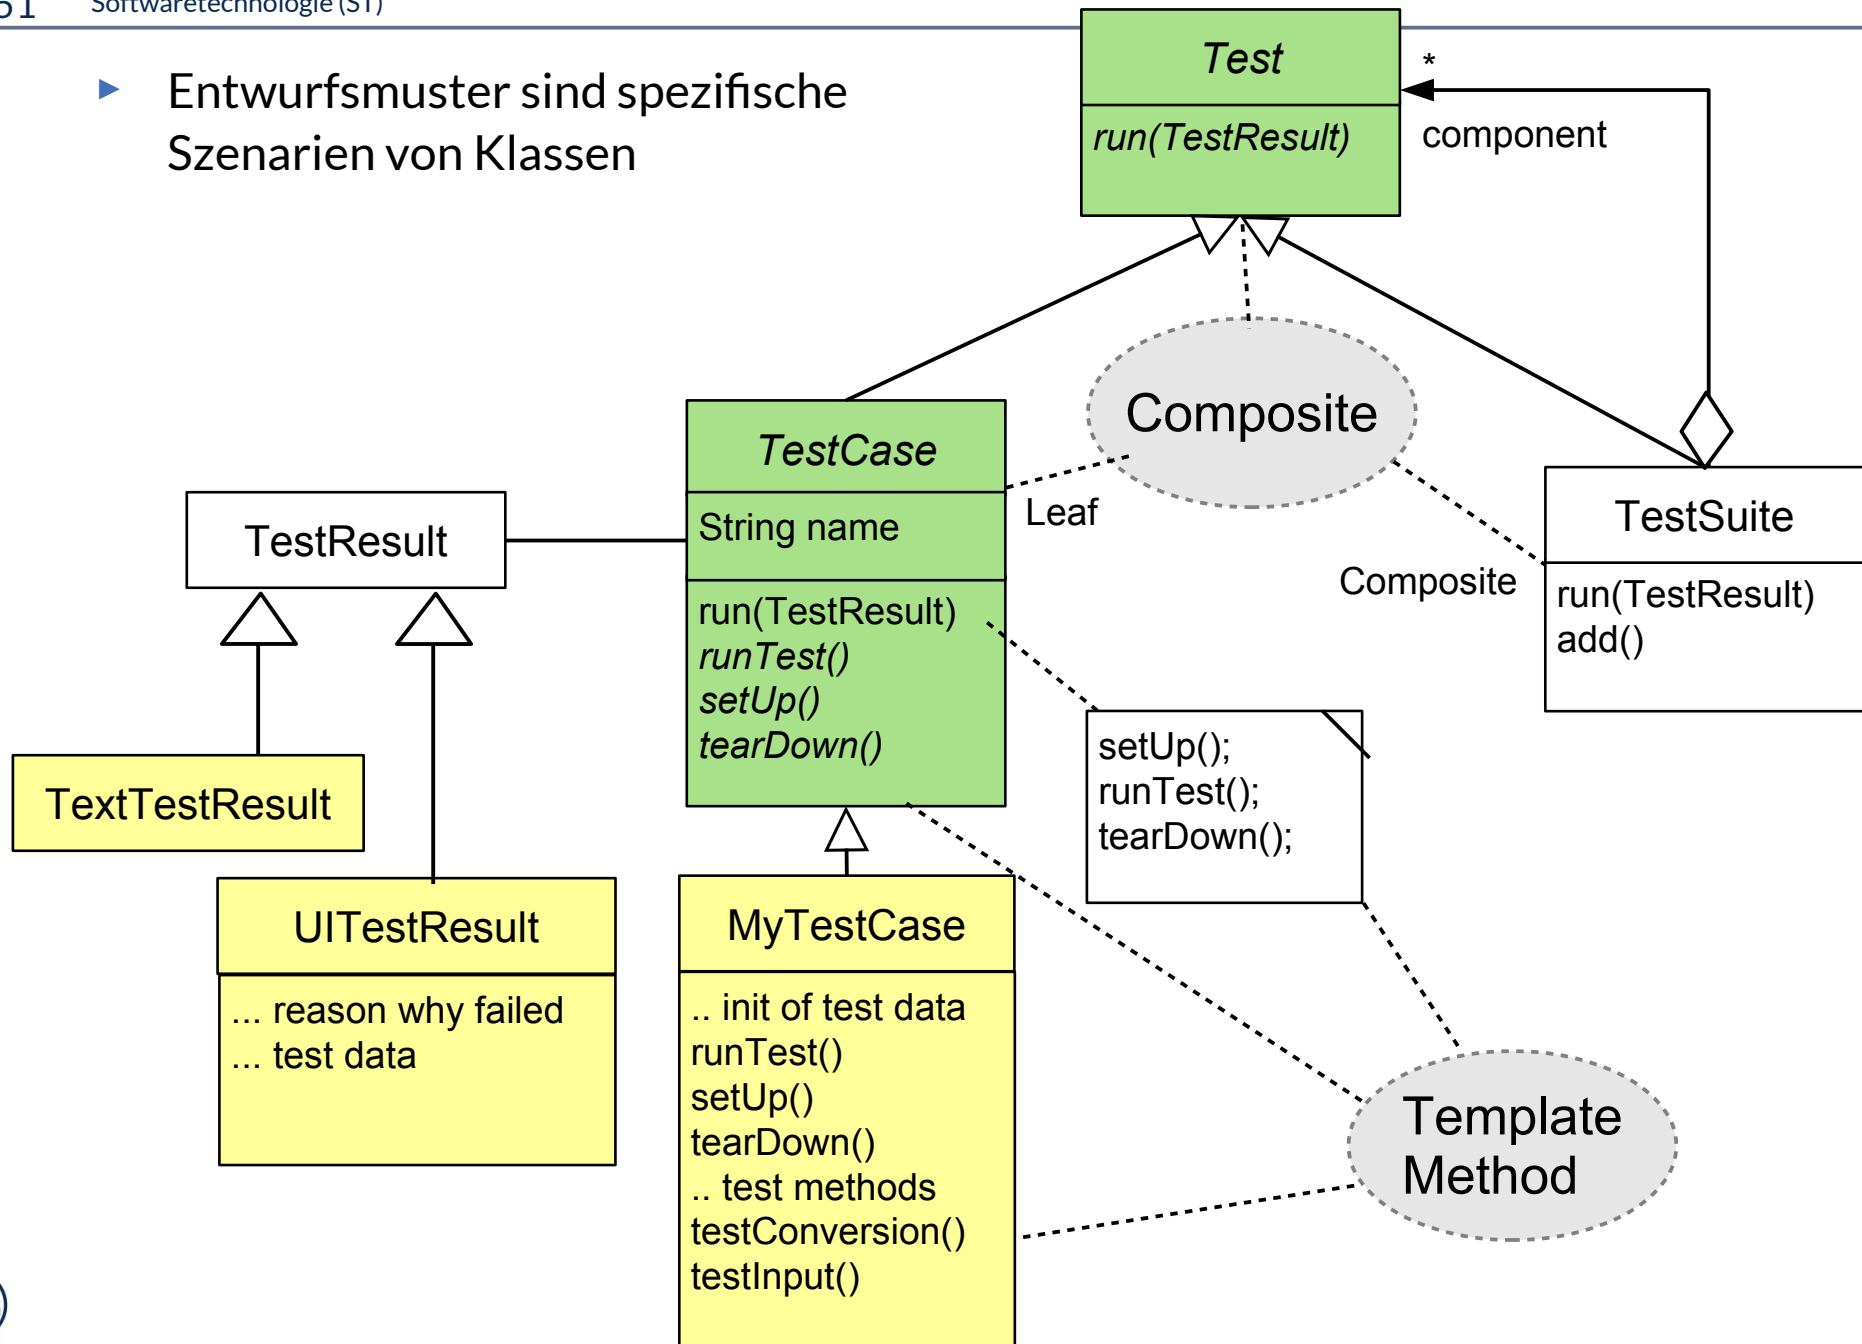 51 Softwaretechnologie (ST)
► Entwurfsmuster sind spezifische
Szenarien von Klassen
Test
run(TestResult)
*
component
Composite
TestCase
String name
run(TestResult)
runTest()
setUp()
tearDown()
Leaf
Composite
TestSuite
run(TestResult)
add()
TestResult
setUp();
runTest();
tearDown();
TextTestResult
UITestResult
... reason why failed
... test data
MyTestCase
.. init of test data
runTest()
setUp()
tearDown()
.. test methods
testConversion()
testInput()
Template
Method